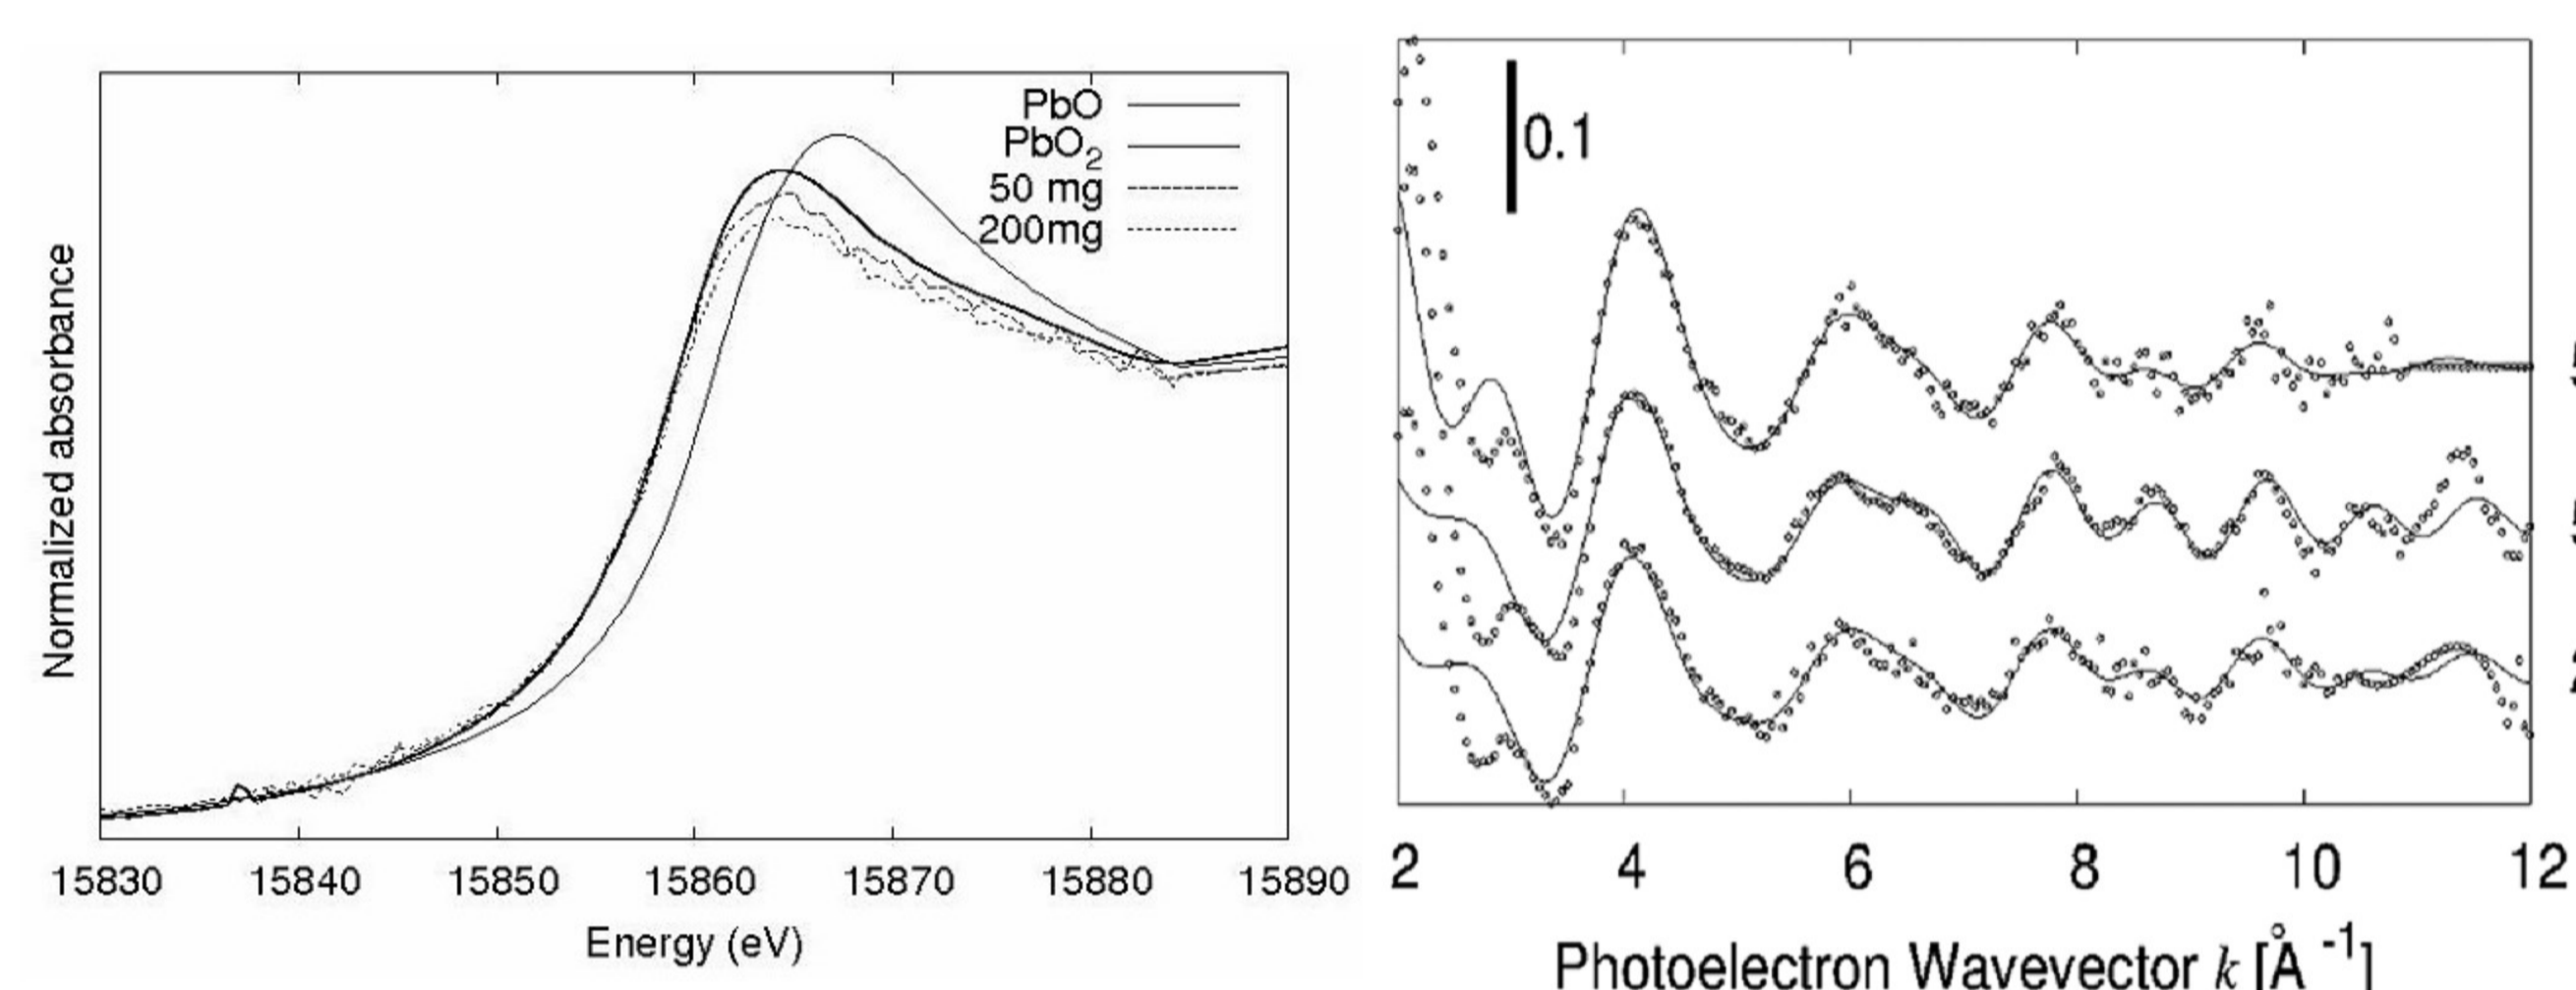 PbO
PbO2
50 mg
200mg
Normalized absorbance
15830 15840 15850 15860 15870 15880 15890
Energy (eV)
0.1
2 4 6 8 10 12
Photoelectron Wavevector k [Å -1]